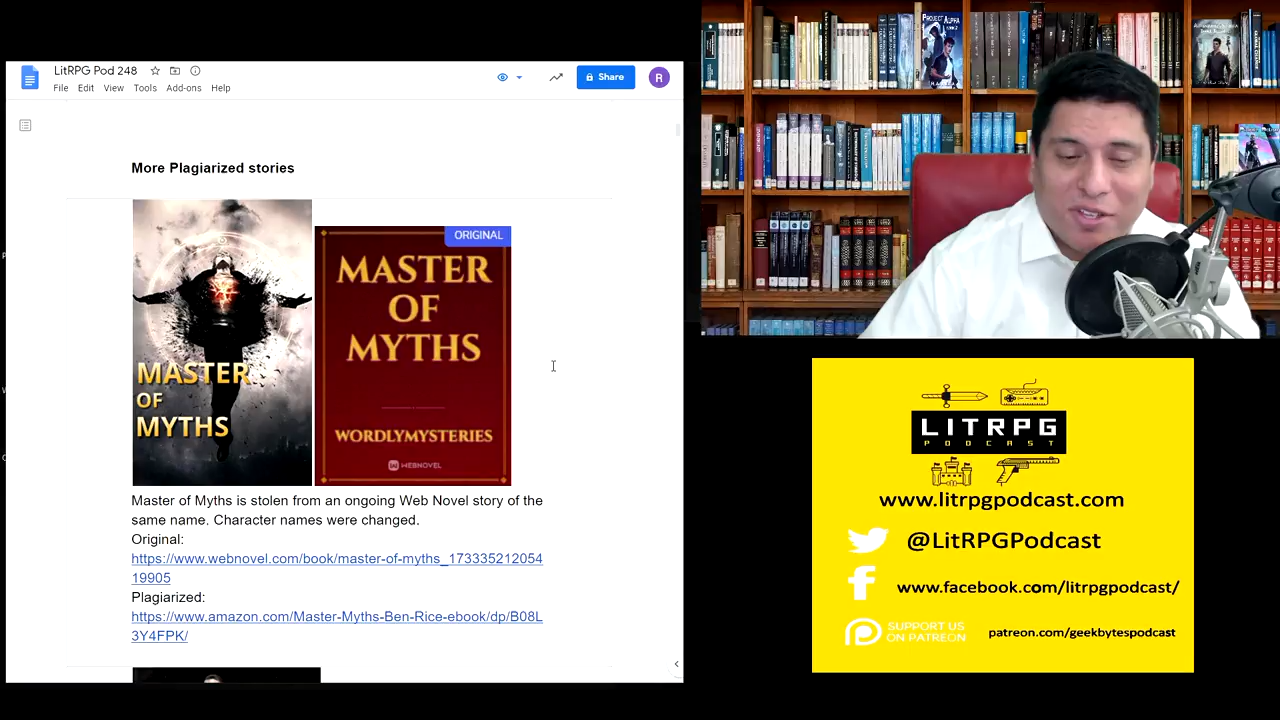 LitRPG Pod 248
File Edit View Tools Add-ons Help
Share
R
More Plagiarized stories
MASTER
OF
MYTHS
ORIGINAL
MASTER
OF
MYTHS
WORDLYMYSTERIES
WEBNOVEL
Master of Myths is stolen from an ongoing Web Novel story of the
same name. Character names were changed.
Original:
https://www.webnovel.com/book/master-of-myths_173335212054
19905
Plagiarized:
https://www.amazon.com/Master-Myths-Ben-Rice-ebook/dp/B08L
3Y4FPK/
PROJECT
ALPHA
LITRPG
PODCAST
www.litrpgpodcast.com
@LitRPGPodcast
www.facebook.com/litrpgpodcast/
SUPPORT US
ON PATREON
patreon.com/geekbytespodcast